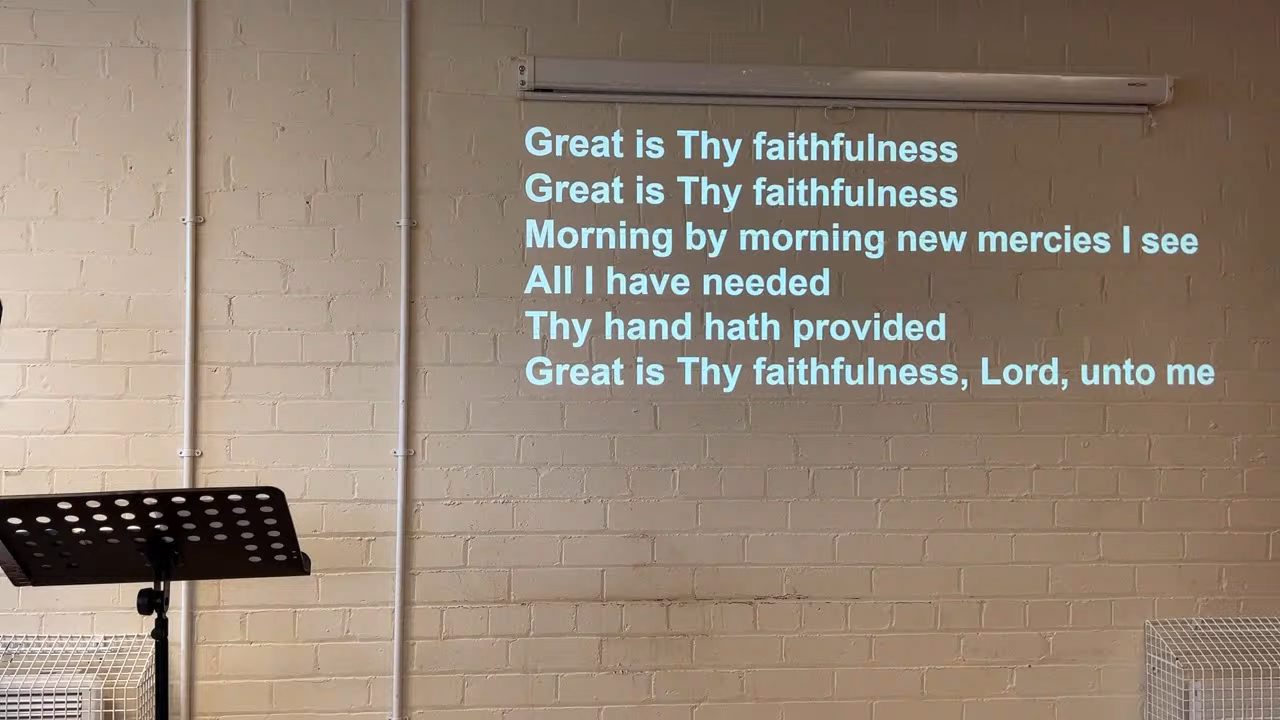 Great is Thy faithfulness
Great is Thy faithfulness
Morning by morning new mercies I see
All I have needed
Thy hand hath provided
Great is Thy faithfulness, Lord, unto me